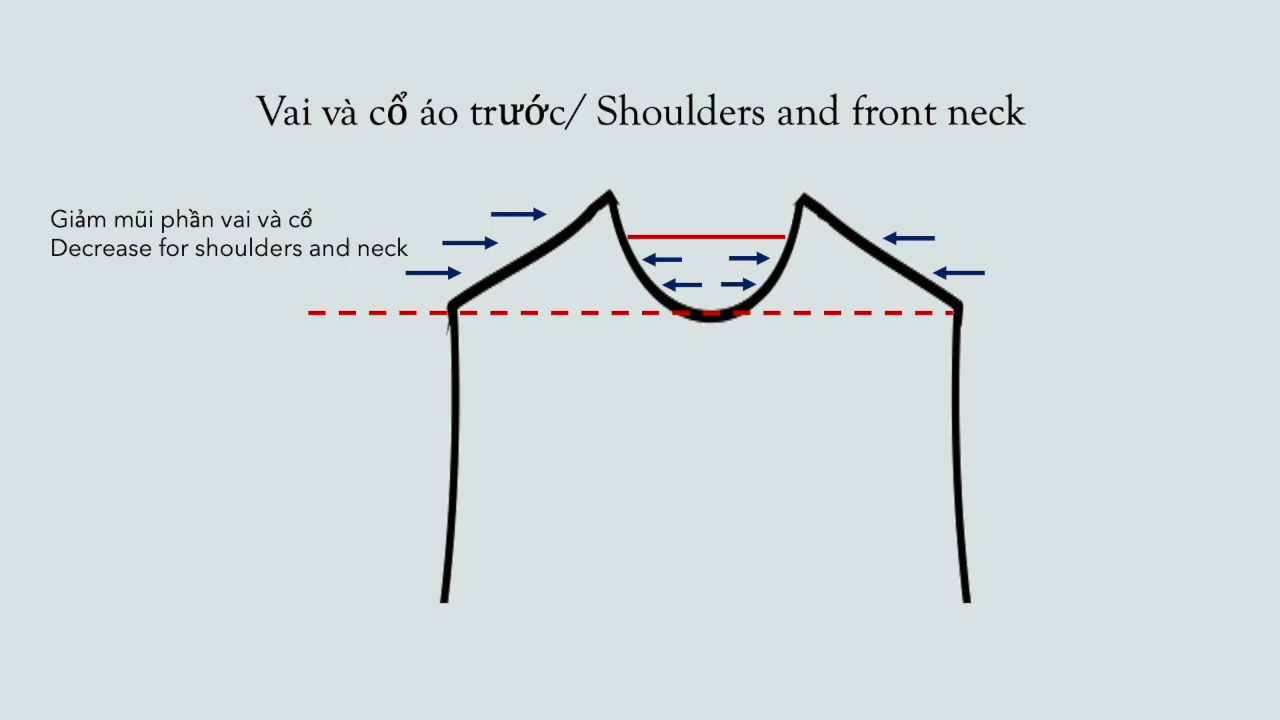 Vai và cổ áo trước/ Shoulders and front neck
Giảm mũi phần vai và cổ
Decrease for shoulders and neck